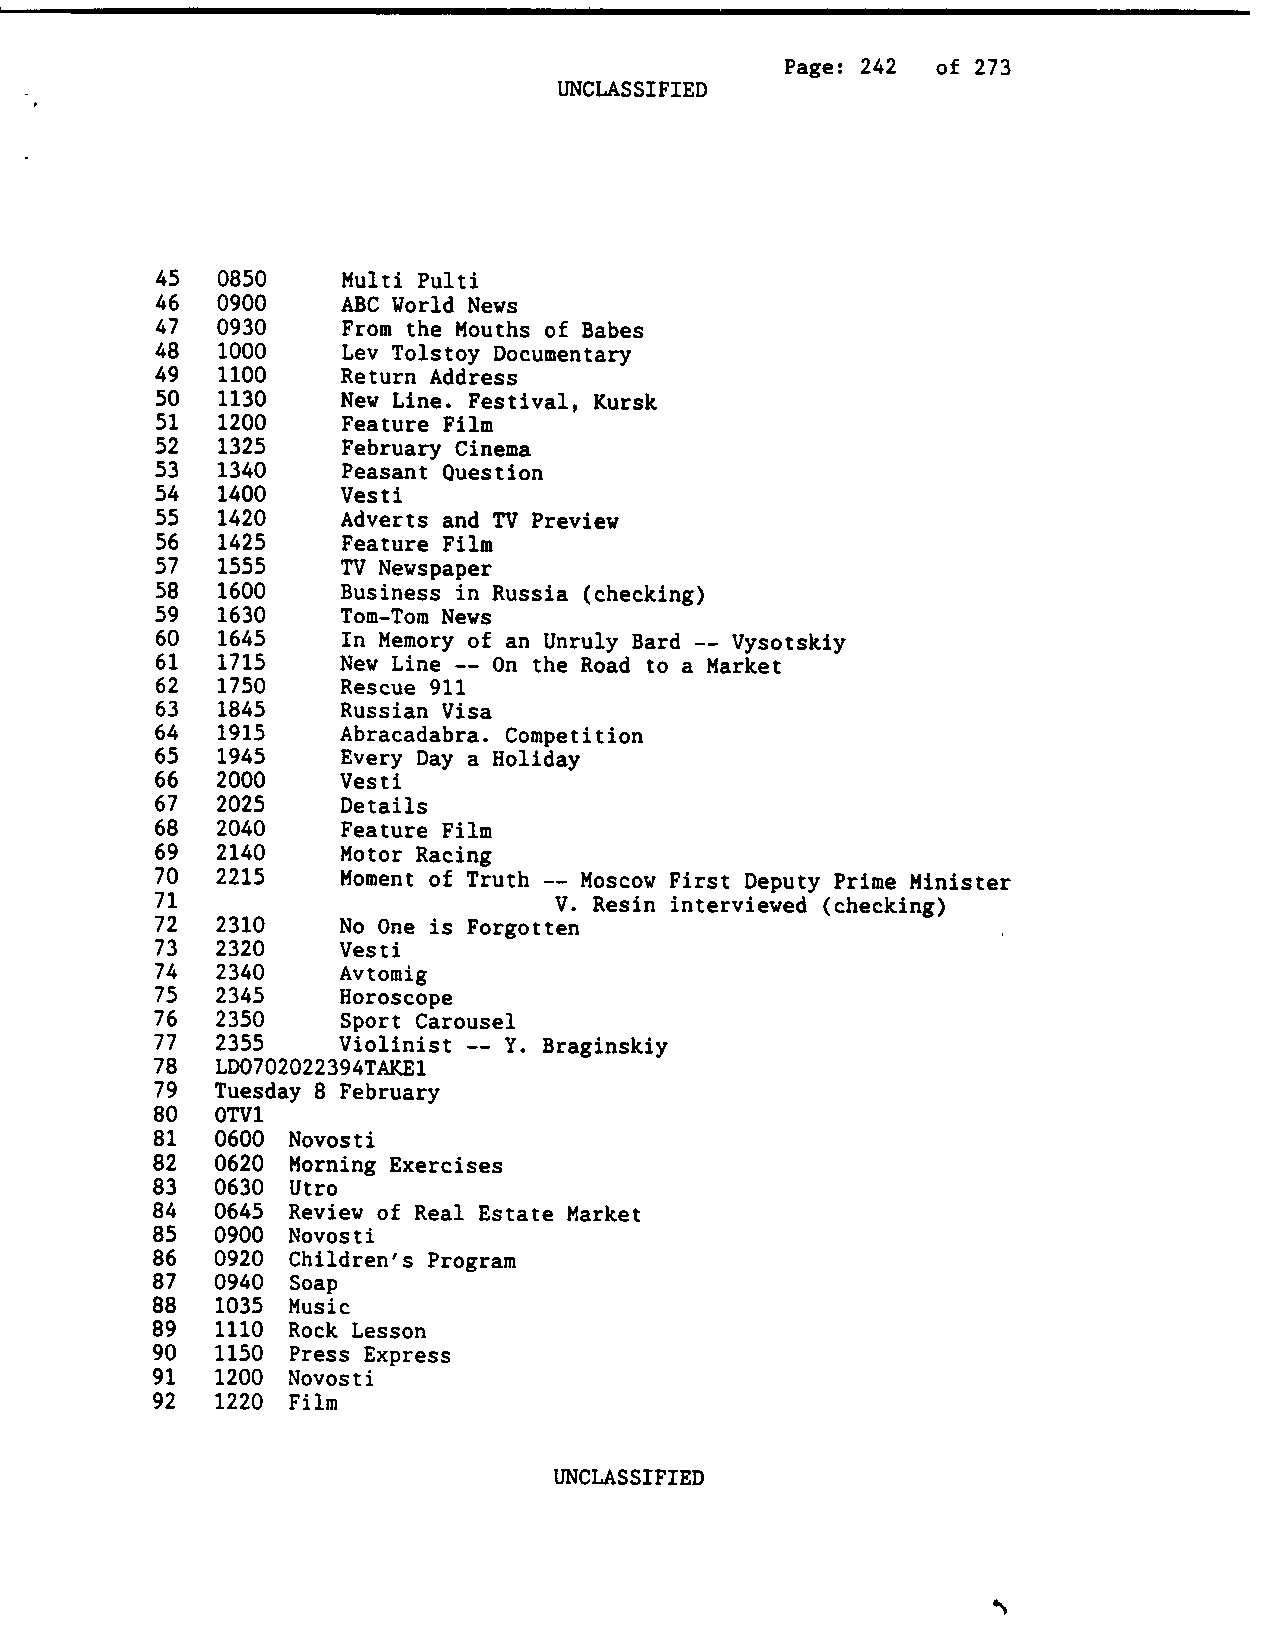 Page: 242 of 273
UNCLASSIFIED
45 0850 Multi Pulti
46 0900 ABC World News
47 0930 From the Mouths of Babes
48 1000 Lev Tolstoy Documentary
49 1100 Return Address
50 1130 New Line. Festival, Kursk
51 1200 Feature Film
52 1325 February Cinema
53 1340 Peasant Question
54 1400 Vesti
55 1420 Adverts and TV Preview
56 1425 Feature Film
57 1555 TV Newspaper
58 1600 Business in Russia (checking)
59 1630 Tom-Tom News
60 1645 In Memory of an Unruly Bard -- Vysotskiy
61 1715 New Line -- On the Road to a Market
62 1750 Rescue 911
63 1845 Russian Visa
64 1915 Abracadabra. Competition
65 1945 Every Day a Holiday
66 2000 Vesti
67 2025 Details
68 2040 Feature Film
69 2140 Motor Racing
70 2215 Moment of Truth -- Moscow First Deputy Prime Minister
71 V. Resin interviewed (checking)
72 2310 No One is Forgotten
73 2320 Vesti
74 2340 Avtomig
75 2345 Horoscope
76 2350 Sport Carousel
77 2355 Violinist -- Y. Braginskiy
78 LD0702022394TAKE1
79 Tuesday 8 February
80 OTV1
81 0600 Novosti
82 0620 Morning Exercises
83 0630 Utro
84 0645 Review of Real Estate Market
85 0900 Novosti
86 0920 Children's Program
87 0940 Soap
88 1035 Music
89 1110 Rock Lesson
90 1150 Press Express
91 1200 Novosti
92 1220 Film
UNCLASSIFIED